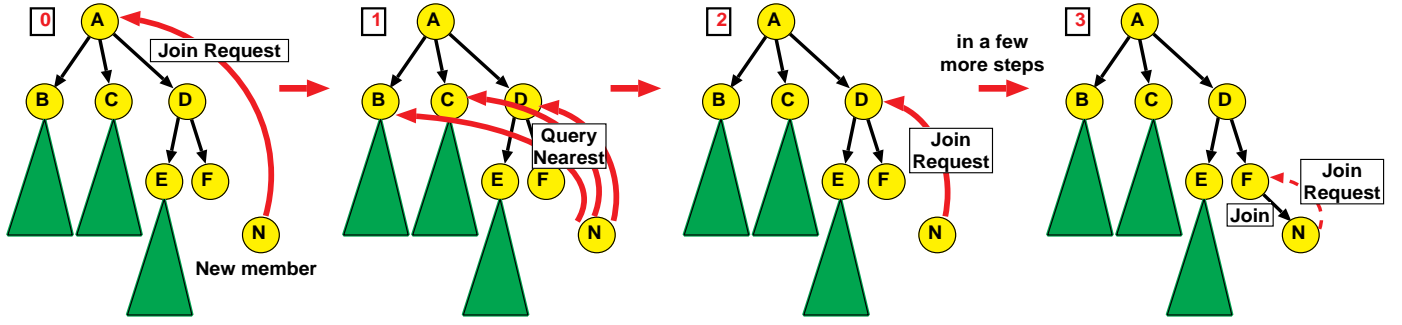 0
A
Join Request
B
C
D
E
F
N
New member
1
A
B
C
D
Query
Nearest
E
F
N
2
A
B
C
D
Join
Request
E
F
N
in a few
more steps
3
A
B
C
D
E
F
Join
Request
Join
N